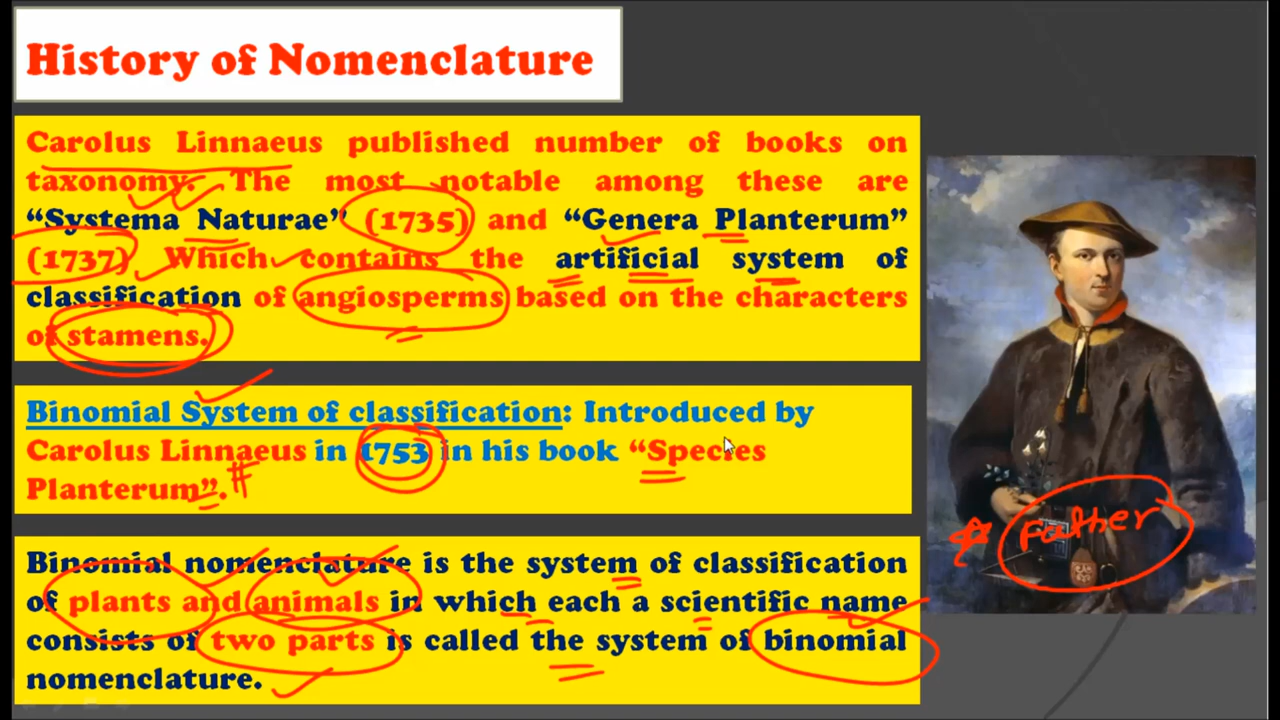 History of Nomenclature
Carolus Linnaeus published number of books on
taxonomy. The most notable among these are
“Systema Naturae” (1735) and “Genera Planterum”
(1737) Which contains the artificial system of
classification of angiosperms based on the characters
of stamens.
Binomial System of classification: Introduced by
Carolus Linnaeus in 1753 in his book “Species
Planterum”. #
Father
Binomial nomenclature is the system of classification
of plants and animals in which each a scientific name
consists of two parts is called the system of binomial
nomenclature.